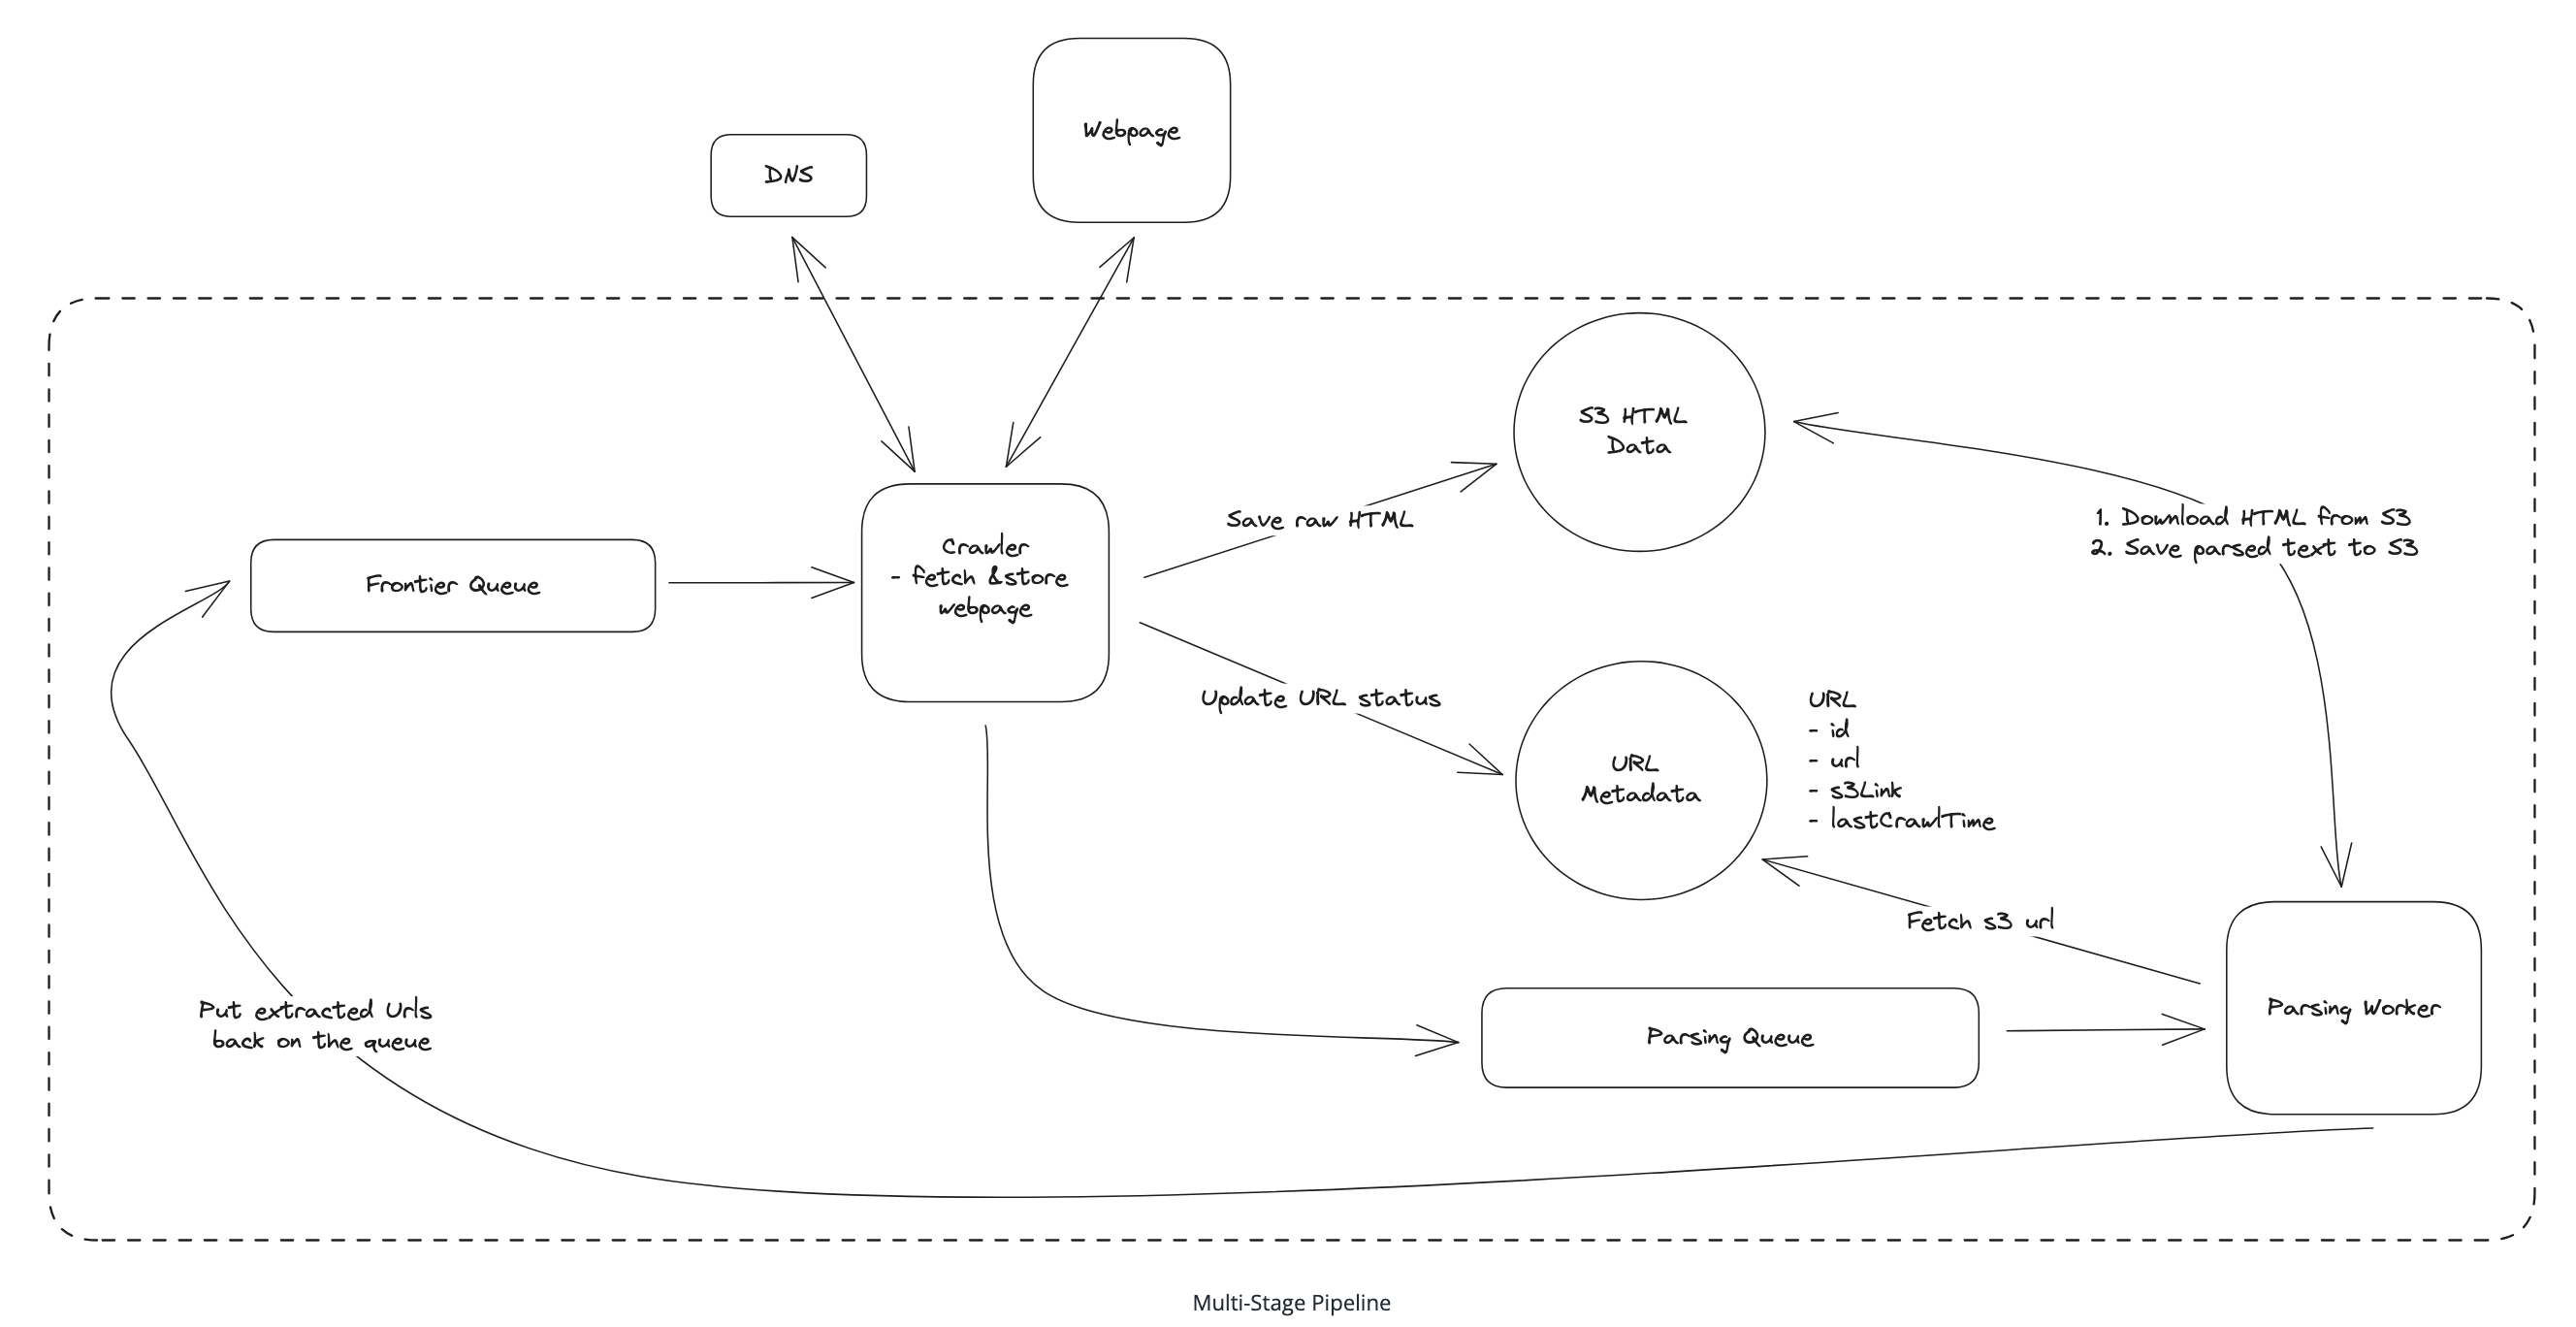 Webpage
DNS
S3 HTML
Data
Save raw HTML
1. Download HTML from S3
2. Save parsed text to S3
Frontier Queue
Crawler
- fetch &store
webpage
Update URL status
URL
Metadata
URL
- id
- url
- s3Link
- lastCrawlTime
Fetch s3 url
Put extracted Urls
back on the queue
Parsing Queue
Parsing Worker
Multi-Stage Pipeline